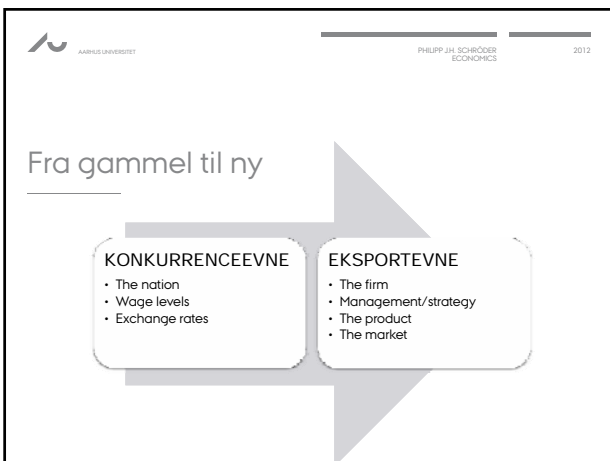 AARHUS UNIVERSITET
PHILIPP J.H. SCHRÖDER
ECONOMICS
2012
Fra gammel til ny
KONKURRENCEEVNE
• The nation
• Wage levels
• Exchange rates
EKSPORTEVNE
• The firm
• Management/strategy
• The product
• The market